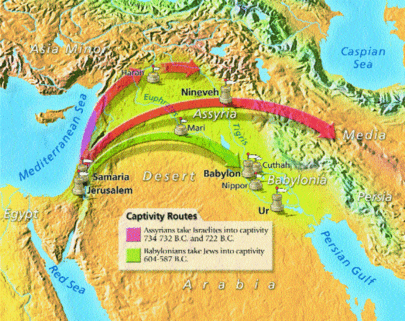 Asia Minor
Caspian
Sea
Haran
Nineveh
Assyria
Mediterranean Sea
Euphrates
Mari
Tigris
Media
Samaria
Jerusalem
Desert
Babylon
Cuthah
Nippor
Babylonia
Persia
Egypt
Ur
Captivity Routes
Assyrians take Israelites into captivity
734-732 B.C. and 722 B.C.
Babylonians take Jews into captivity
604-587 B.C.
Persian Gulf
Red Sea
Arabia